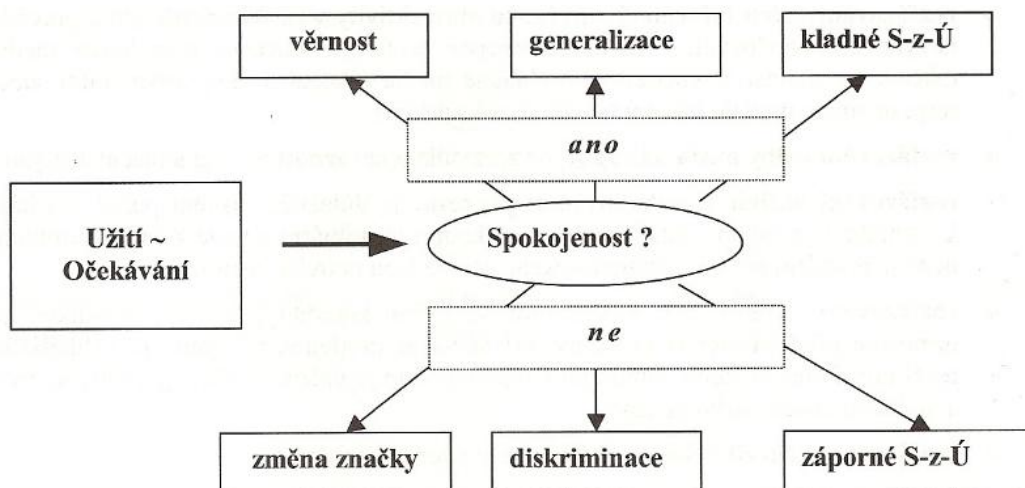 věrnost
generalizace
kladné S-z-Ú
ano
Užití ~
Očekávání
Spokojenost ?
ne
změna značky
diskriminace
záporné S-z-Ú